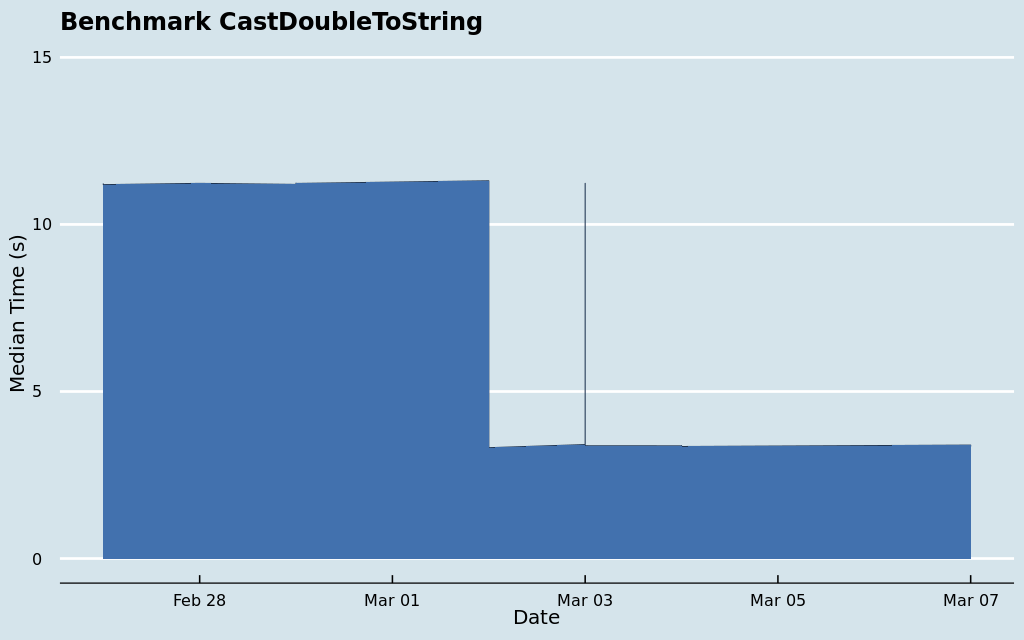 Benchmark CastDoubleToString
15
10
5
0
Median Time (s)
Feb 28
Mar 01
Mar 03
Mar 05
Mar 07
Date